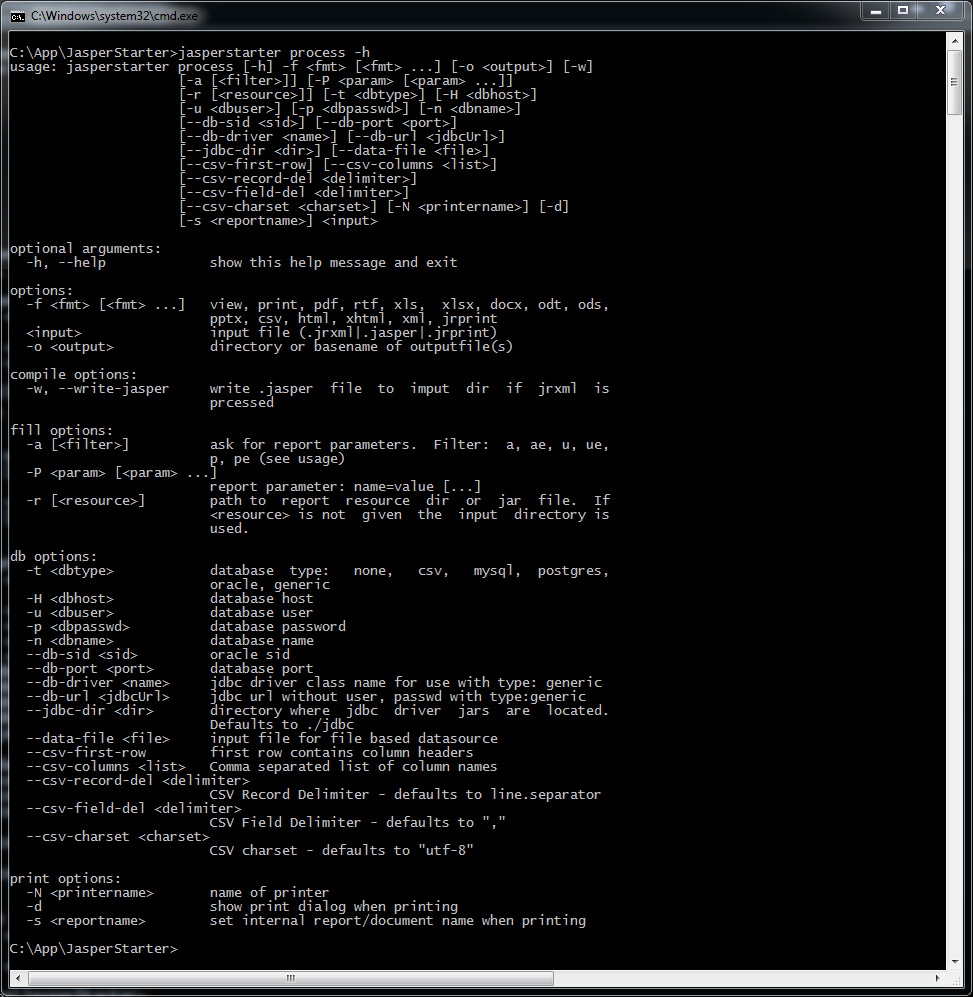 C:\Windows\system32\cmd.exe
C:\App\JasperStarter>jasperstarter process -h
usage: jasperstarter process [-h] -f <fmt> [<fmt> ...] [-o <output>] [-w]
[-a [<filter>]] [-P <param> [<param> ...]]
[-r [<resource>]] [-t <dbtype>] [-H <dbhost>]
[-u <dbuser>] [-p <dbpasswd>] [-n <dbname>]
[--db-sid <sid>] [--db-port <port>]
[--db-driver <name>] [--db-url <jdbcUrl>]
[--jdbc-dir <dir>] [--data-file <file>]
[--csv-first-row] [--csv-columns <list>]
[--csv-record-del <delimiter>]
[--csv-field-del <delimiter>]
[--csv-charset <charset>] [-N <printername>] [-d]
[-s <reportname>] <input>
optional arguments:
-h, --help show this help message and exit
options:
-f <fmt> [<fmt> ...] view, print, pdf, rtf, xls, xlsx, docx, odt, ods,
pptx, csv, html, xhtml, xml, jrprint
<input> input file (.jrxml|.jasper|.jrprint)
-o <output> directory or basename of outputfile(s)
compile options:
-w, --write-jasper write .jasper file to imput dir if jrxml is
prcessed
fill options:
-a [<filter>] ask for report parameters. Filter: a, ae, u, ue,
p, pe (see usage)
-P <param> [<param> ...]
report parameter: name=value [...]
-r [<resource>] path to report resource dir or jar file. If
<resource> is not given the input directory is
used.
db options:
-t <dbtype> database type: none, csv, mysql, postgres,
oracle, generic
-H <dbhost> database host
-u <dbuser> database user
-p <dbpasswd> database password
-n <dbname> database name
--db-sid <sid> oracle sid
--db-port <port> database port
--db-driver <name> jdbc driver class name for use with type: generic
--db-url <jdbcUrl> jdbc url without user, passwd with type:generic
--jdbc-dir <dir> directory where jdbc driver jars are located.
Defaults to ./jdbc
--data-file <file> input file for file based datasource
--csv-first-row first row contains column headers
--csv-columns <list> Comma separated list of column names
--csv-record-del <delimiter>
CSV Record Delimiter - defaults to line.separator
--csv-field-del <delimiter>
CSV Field Delimiter - defaults to ","
--csv-charset <charset>
CSV charset - defaults to "utf-8"
print options:
-N <printername> name of printer
-d show print dialog when printing
-s <reportname> set internal report/document name when printing
C:\App\JasperStarter>